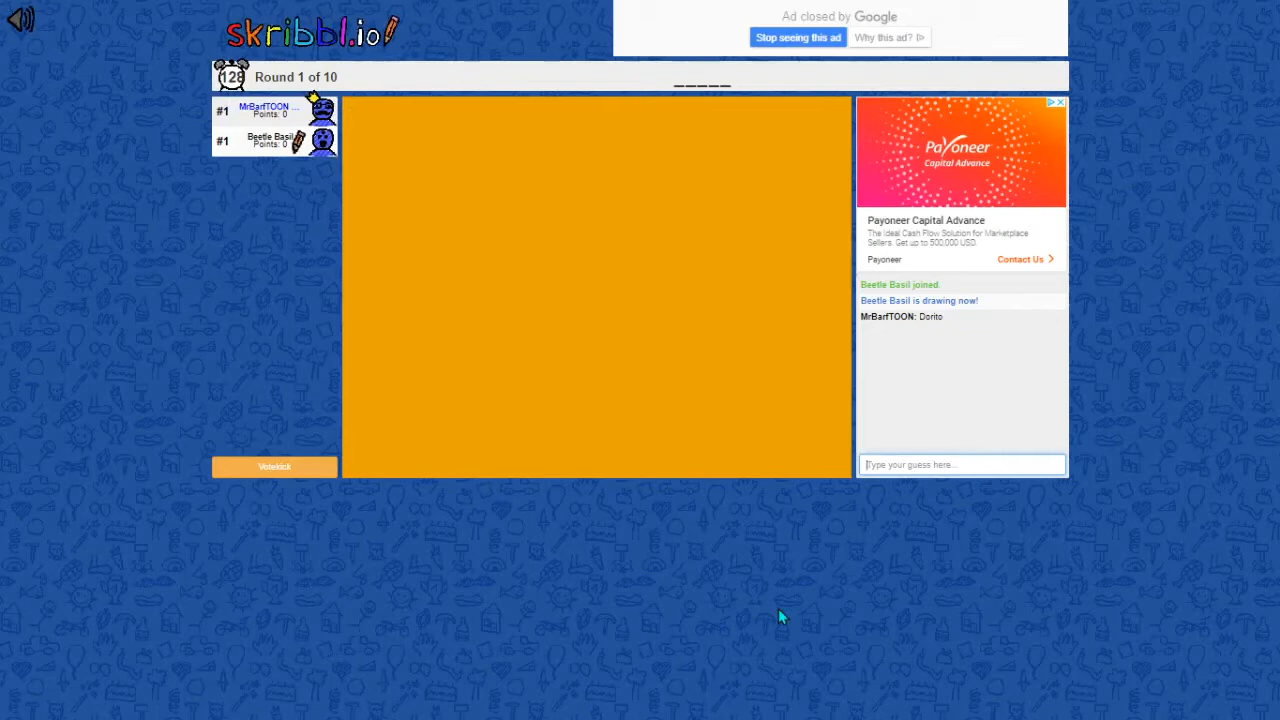 skribbl.io
Ad closed by Google
Stop seeing this ad
Why this ad?
128
Round 1 of 10
_____
#1
MrBarfTOON ...
Points: 0
#1
Beetle Basil
Points: 0
Votekick
Payoneer
Capital Advance
Payoneer Capital Advance
The Ideal Cash Flow Solution for Marketplace
Sellers. Get up to 500,000 USD.
Payoneer
Contact Us
Beetle Basil joined.
Beetle Basil is drawing now!
MrBarfTOON: Dorito
Type your guess here...